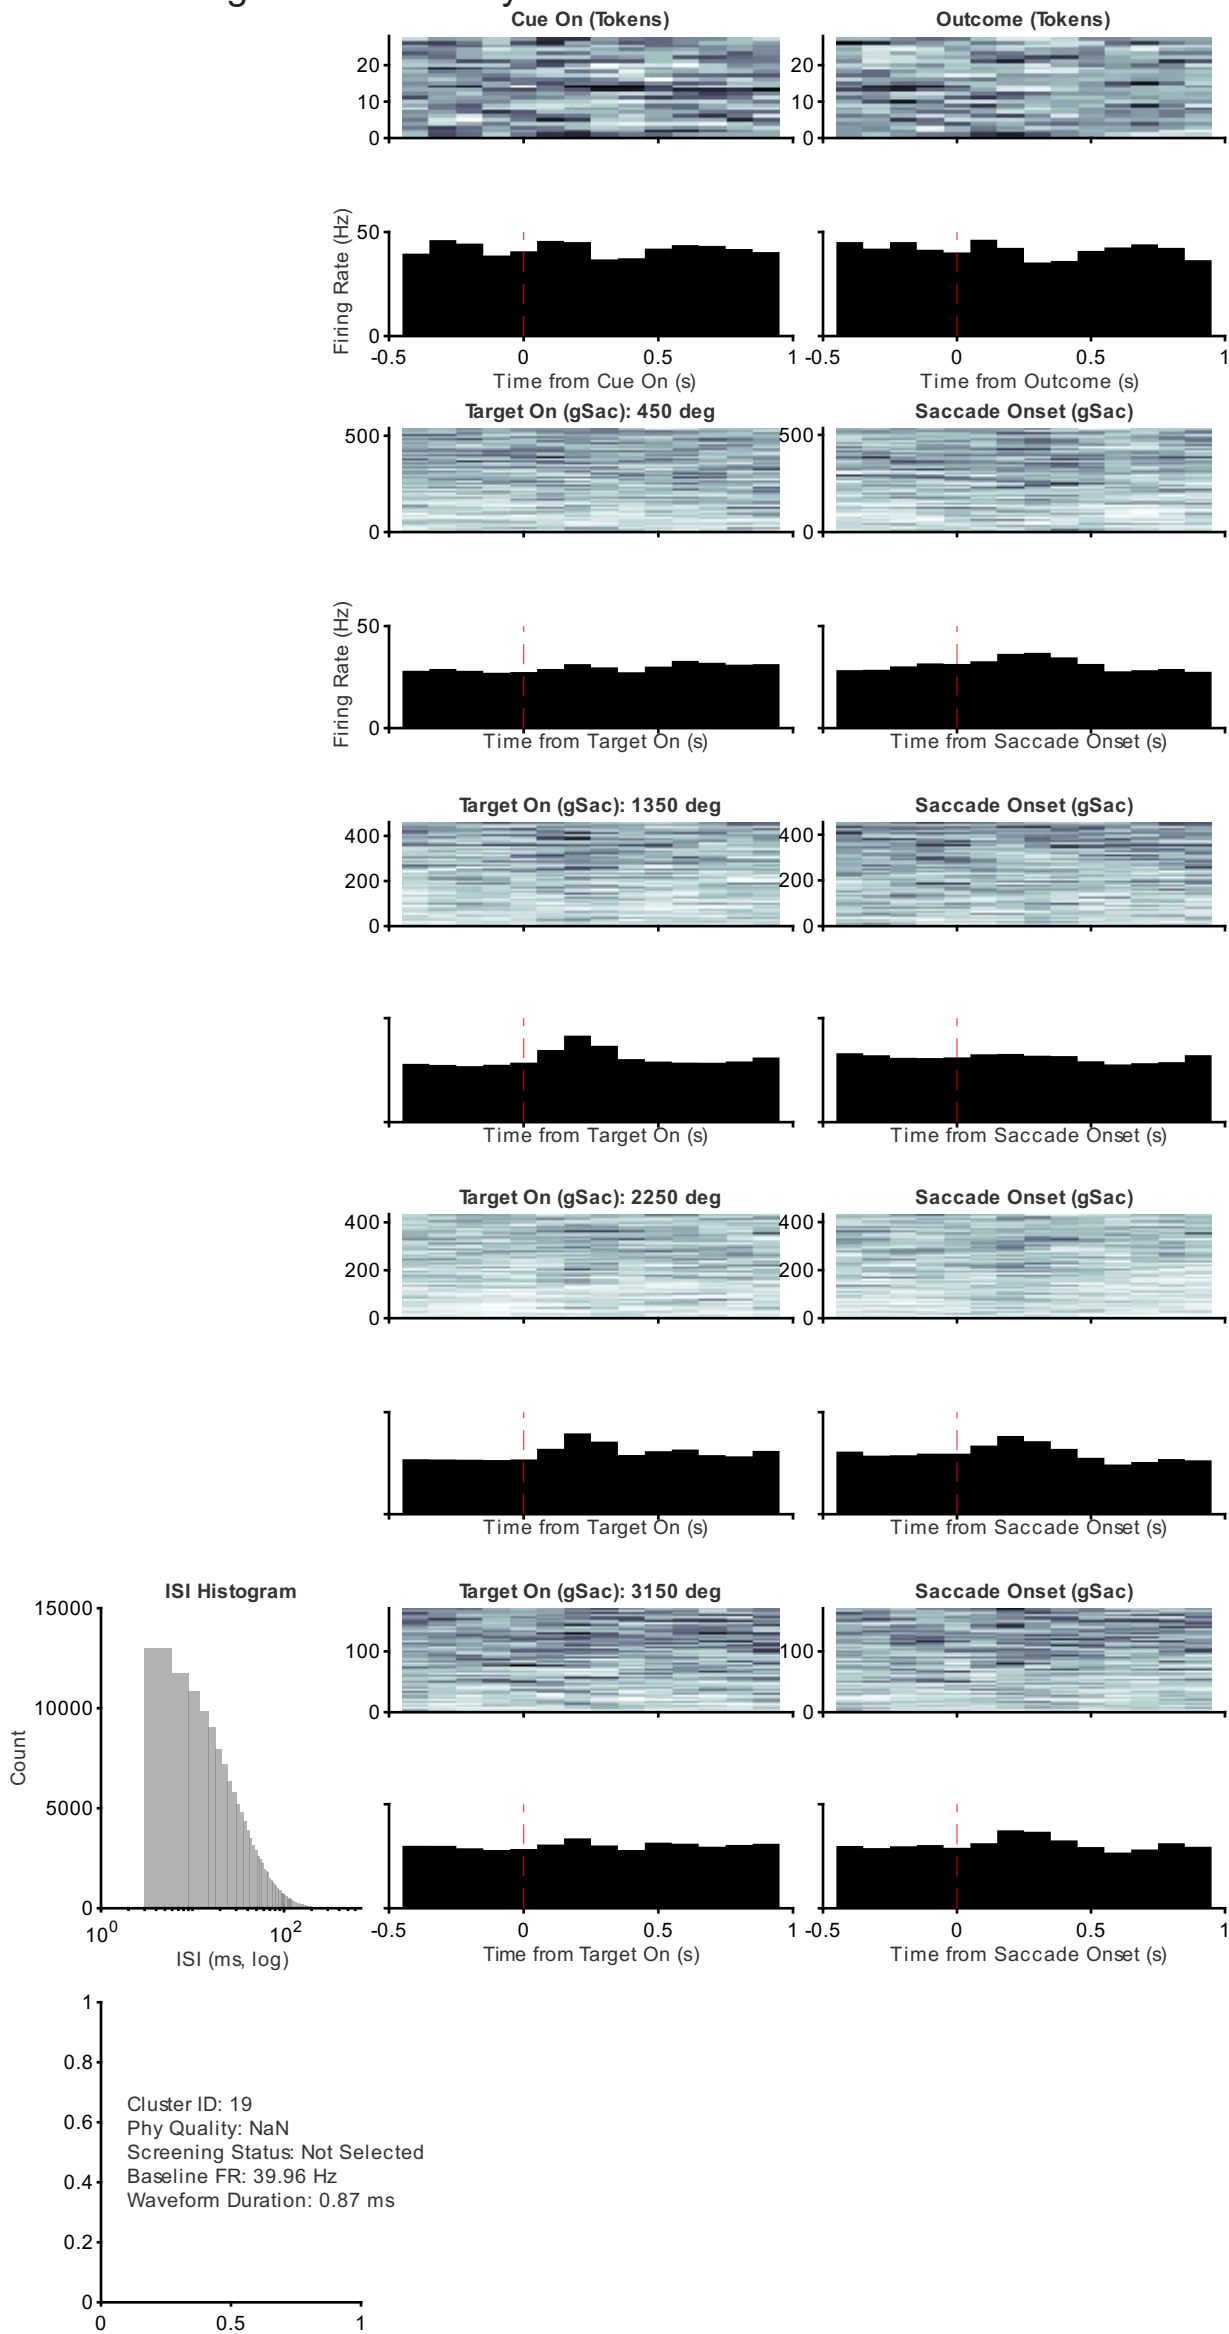 Cue On (Tokens)
Outcome (Tokens)
20
10
0
20
10
0
Firing Rate (Hz)
50
0
-0.5
0
0.5
1
-0.5
0
0.5
1
Time from Cue On (s)
Time from Outcome (s)
Target On (gSac): 450 deg
Saccade Onset (gSac)
500
0
500
0
Firing Rate (Hz)
50
0
Time from Target On (s)
Time from Saccade Onset (s)
Target On (gSac): 1350 deg
Saccade Onset (gSac)
400
200
0
400
200
0
Time from Target On (s)
Time from Saccade Onset (s)
Target On (gSac): 2250 deg
Saccade Onset (gSac)
400
200
0
400
200
0
Time from Target On (s)
Time from Saccade Onset (s)
ISI Histogram
Target On (gSac): 3150 deg
Saccade Onset (gSac)
15000
10000
5000
0
Count
10^0
10^2
ISI (ms, log)
100
0
100
0
-0.5
0
0.5
1
-0.5
0
0.5
1
Time from Target On (s)
Time from Saccade Onset (s)
1
0.8
0.6
0.4
0.2
0
Cluster ID: 19
Phy Quality: NaN
Screening Status: Not Selected
Baseline FR: 39.96 Hz
Waveform Duration: 0.87 ms
0
0.5
1